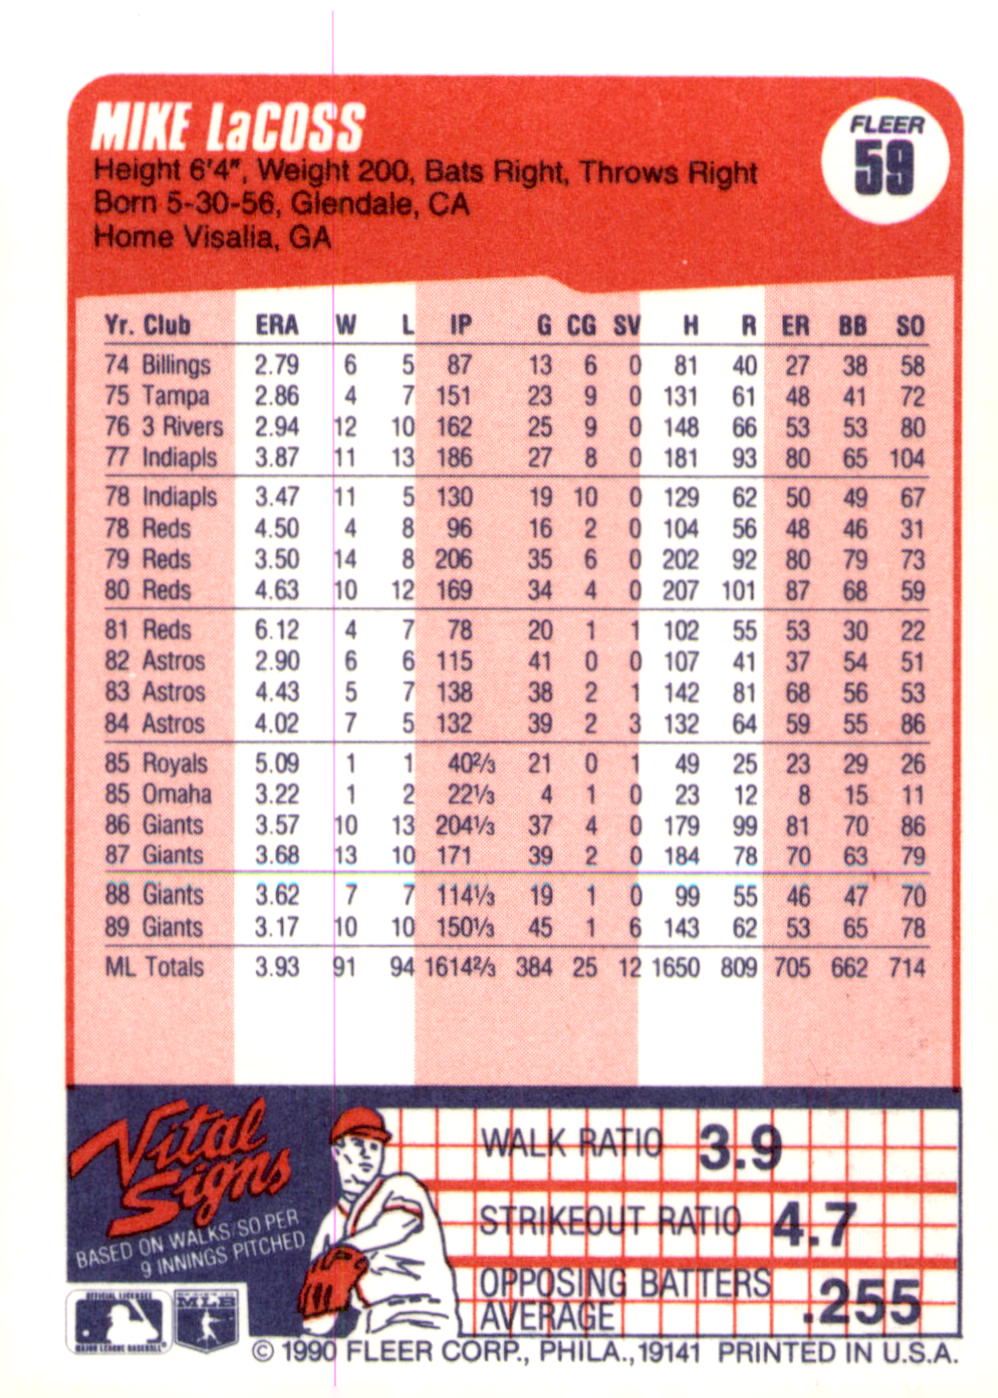 MIKE LaCOSS
FLEER
59
Height 6'4", Weight 200, Bats Right, Throws Right
Born 5-30-56, Glendale, CA
Home Visalia, GA
Yr. Club ERA W L IP G CG SV H R ER BB SO
74 Billings 2.79 6 5 87 13 6 0 81 40 27 38 58
75 Tampa 2.86 4 7 151 23 9 0 131 61 48 41 72
76 3 Rivers 2.94 12 10 162 25 9 0 148 66 53 53 80
77 Indiapls 3.87 11 13 186 27 8 0 181 93 80 65 104
78 Indiapls 3.47 11 5 130 19 10 0 129 62 50 49 67
78 Reds 4.50 4 8 96 16 2 0 104 56 48 46 31
79 Reds 3.50 14 8 206 35 6 0 202 92 80 79 73
80 Reds 4.63 10 12 169 34 4 0 207 101 87 68 59
81 Reds 6.12 4 7 78 20 1 1 102 55 53 30 22
82 Astros 2.90 6 6 115 41 0 0 107 41 37 54 51
83 Astros 4.43 5 7 138 38 2 1 142 81 68 56 53
84 Astros 4.02 7 5 132 39 2 3 132 64 59 55 86
85 Royals 5.09 1 1 40⅔ 21 0 1 49 25 23 29 26
85 Omaha 3.22 1 2 22⅓ 4 1 0 23 12 8 15 11
86 Giants 3.57 10 13 204⅓ 37 4 0 179 99 81 70 86
87 Giants 3.68 13 10 171 39 2 0 184 78 70 63 79
88 Giants 3.62 7 7 114⅓ 19 1 0 99 55 46 47 70
89 Giants 3.17 10 10 150⅓ 45 1 6 143 62 53 65 78
ML Totals 3.93 91 94 1614⅔ 384 25 12 1650 809 705 662 714
Vital
Signs
BASED ON WALKS/SO PER
9 INNINGS PITCHED
WALK RATIO 3.9
STRIKEOUT RATIO 4.7
OPPOSING BATTERS
AVERAGE .255
OFFICIAL LICENSEE
MAJOR LEAGUE BASEBALL
MLB
© 1990 FLEER CORP., PHILA., 19141 PRINTED IN U.S.A.